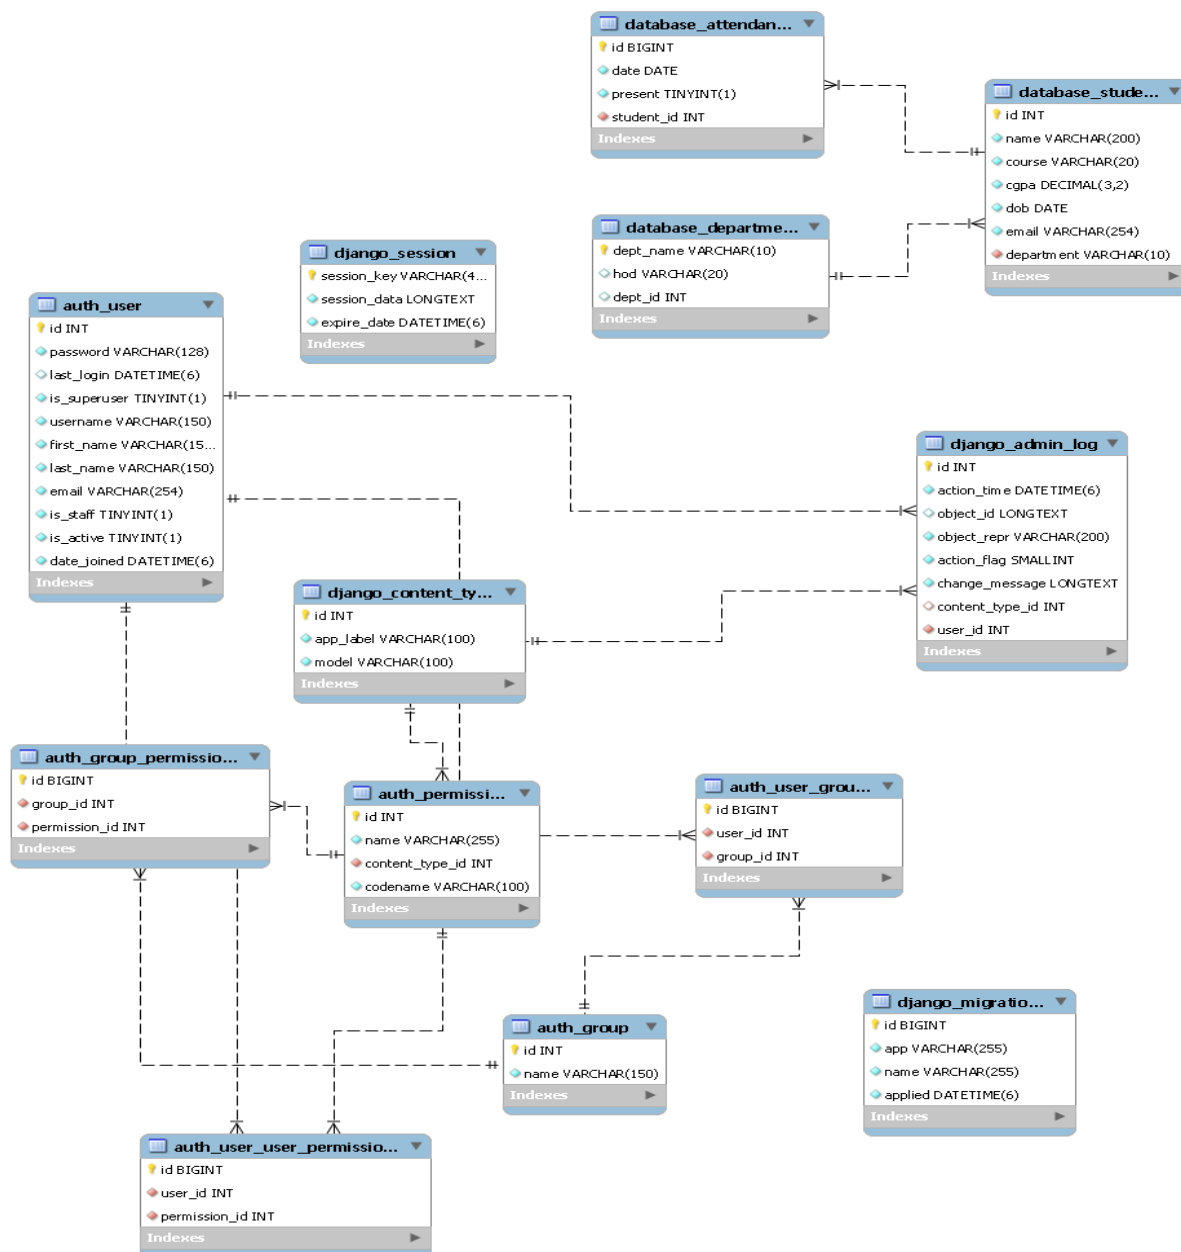 database_attendan...
id BIGINT
date DATE
present TINYINT(1)
student_id INT
Indexes
database_stude...
id INT
name VARCHAR(200)
course VARCHAR(20)
cgpa DECIMAL(3,2)
dob DATE
email VARCHAR(254)
department VARCHAR(10)
Indexes
database_departme...
dept_name VARCHAR(10)
hod VARCHAR(20)
dept_id INT
Indexes
django_session
session_key VARCHAR(4...
session_data LONGTEXT
expire_date DATETIME(6)
Indexes
auth_user
id INT
password VARCHAR(128)
last_login DATETIME(6)
is_superuser TINYINT(1)
username VARCHAR(150)
first_name VARCHAR(15...
last_name VARCHAR(150)
email VARCHAR(254)
is_staff TINYINT(1)
is_active TINYINT(1)
date_joined DATETIME(6)
Indexes
django_admin_log
id INT
action_time DATETIME(6)
object_id LONGTEXT
object_repr VARCHAR(200)
action_flag SMALLINT
change_message LONGTEXT
content_type_id INT
user_id INT
Indexes
django_content_ty...
id INT
app_label VARCHAR(100)
model VARCHAR(100)
Indexes
auth_group_permissio...
id BIGINT
group_id INT
permission_id INT
Indexes
auth_permissi...
id INT
name VARCHAR(255)
content_type_id INT
codename VARCHAR(100)
Indexes
auth_user_grou...
id BIGINT
user_id INT
group_id INT
Indexes
auth_group
id INT
name VARCHAR(150)
Indexes
django_migratio...
id BIGINT
app VARCHAR(255)
name VARCHAR(255)
applied DATETIME(6)
Indexes
auth_user_user_permissio...
id BIGINT
user_id INT
permission_id INT
Indexes